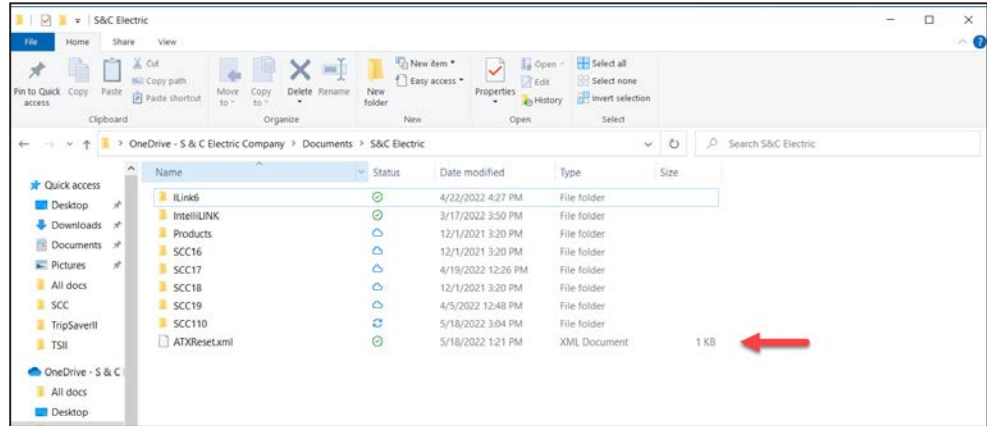 S&C Electric
File Home Share View
Pin to Quick access
Copy
Paste
Cut
Copy path
Paste shortcut
Clipboard
Move to
Copy to
Delete
Rename
Organize
New folder
New item
Easy access
New
Properties
Open
Edit
History
Open
Select all
Select none
Invert selection
Select
> OneDrive - S & C Electric Company > Documents > S&C Electric
Search S&C Electric
Name Status Date modified Type Size
ILink6 4/22/2022 4:27 PM File folder
IntelliLINK 3/17/2022 3:50 PM File folder
Products 12/1/2021 3:20 PM File folder
SCC16 12/1/2021 3:20 PM File folder
SCC17 4/19/2022 12:26 PM File folder
SCC18 12/1/2021 3:20 PM File folder
SCC19 4/5/2022 12:48 PM File folder
SCC110 5/18/2022 3:04 PM File folder
ATXReset.xml 5/18/2022 1:21 PM XML Document 1 KB
Quick access
Desktop
Downloads
Documents
Pictures
All docs
SCC
TripSaverII
TSII
OneDrive - S & C
All docs
Desktop